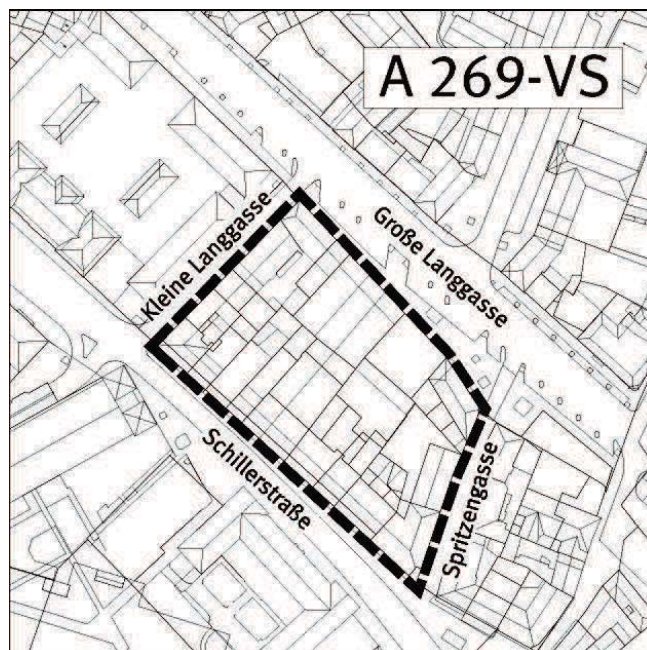 A 269-VS
Kleine Langgasse
Große Langgasse
Schillerstraße
Spritzengasse